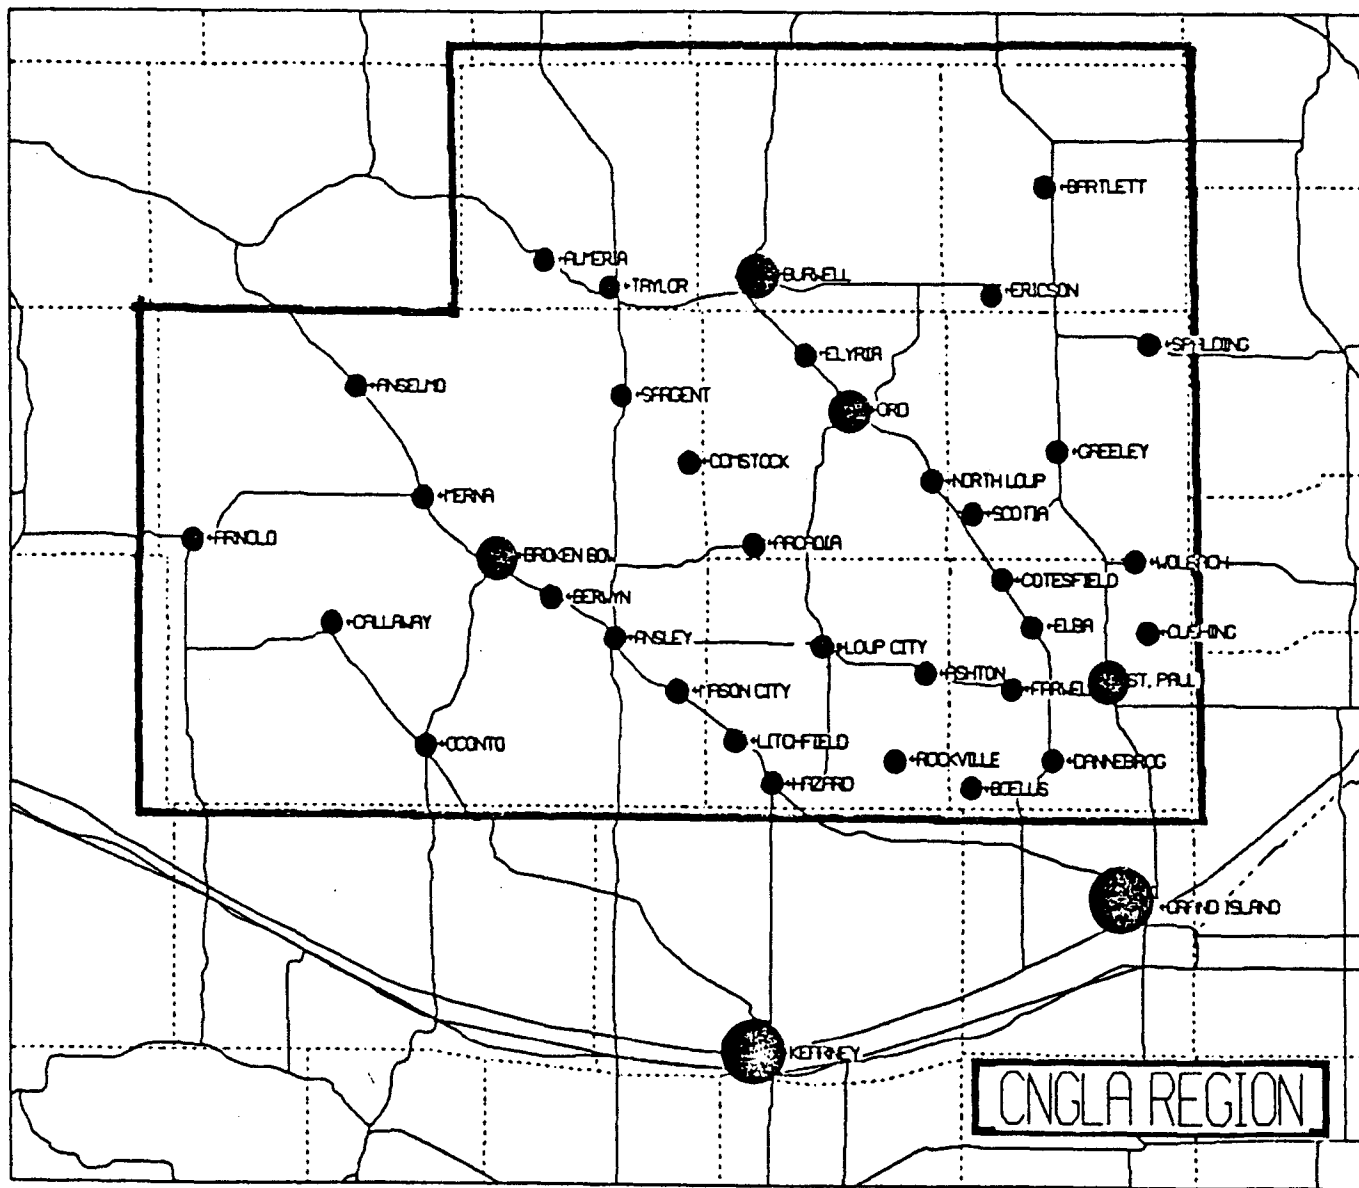 BARTLETT
ALMERIA
TAYLOR
BURWELL
ERICSON
SPALDING
ELYRIA
ANSELMO
SARGENT
ORD
COMSTOCK
GREELEY
NORTH LOUP
MERNA
SCOTIA
ARNOLD
BROKEN BOW
ARCADIA
WOLBACH
COTESFIELD
BERWYN
CALLAWAY
ELBA
CUSHING
ANSLEY
LOUP CITY
ASHTON
FARWELL
ST. PAUL
MASON CITY
OCONTO
LITCHFIELD
ROCKVILLE
DANNEBROG
HAZARD
BOELUS
GRAND ISLAND
KEARNEY
CNGLA REGION